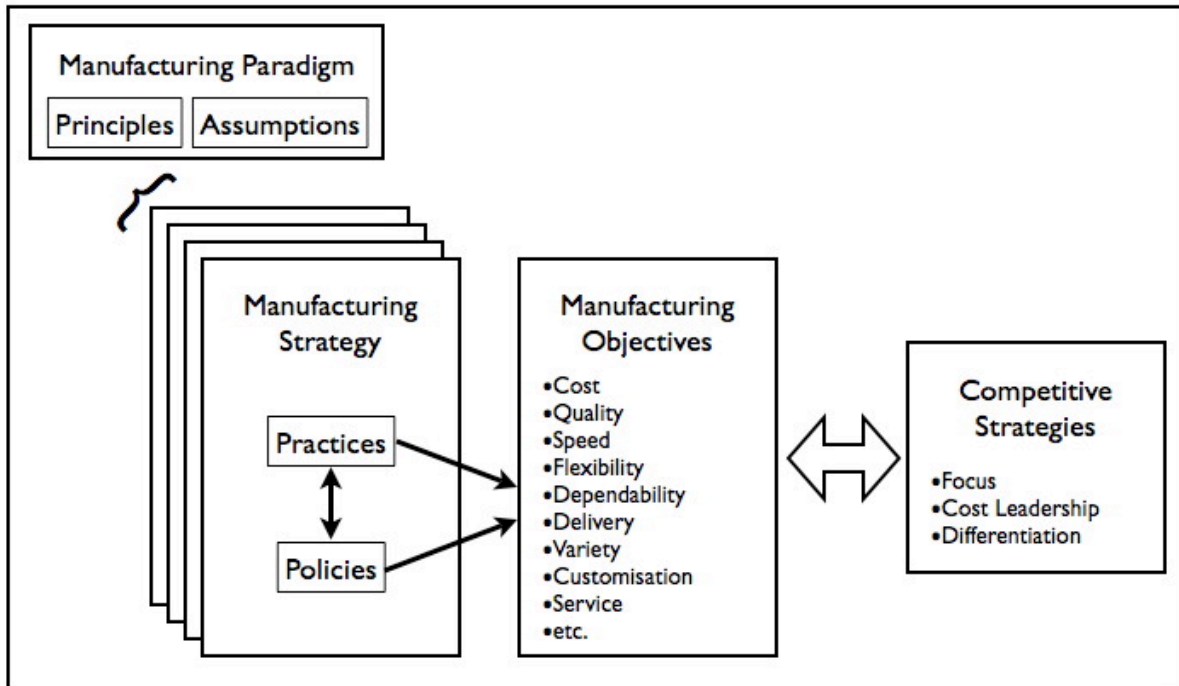 Manufacturing Paradigm
Principles
Assumptions
Manufacturing
Strategy
Practices
Policies
Manufacturing
Objectives
•Cost
•Quality
•Speed
•Flexibility
•Dependability
•Delivery
•Variety
•Customisation
•Service
•etc.
Competitive
Strategies
•Focus
•Cost Leadership
•Differentiation